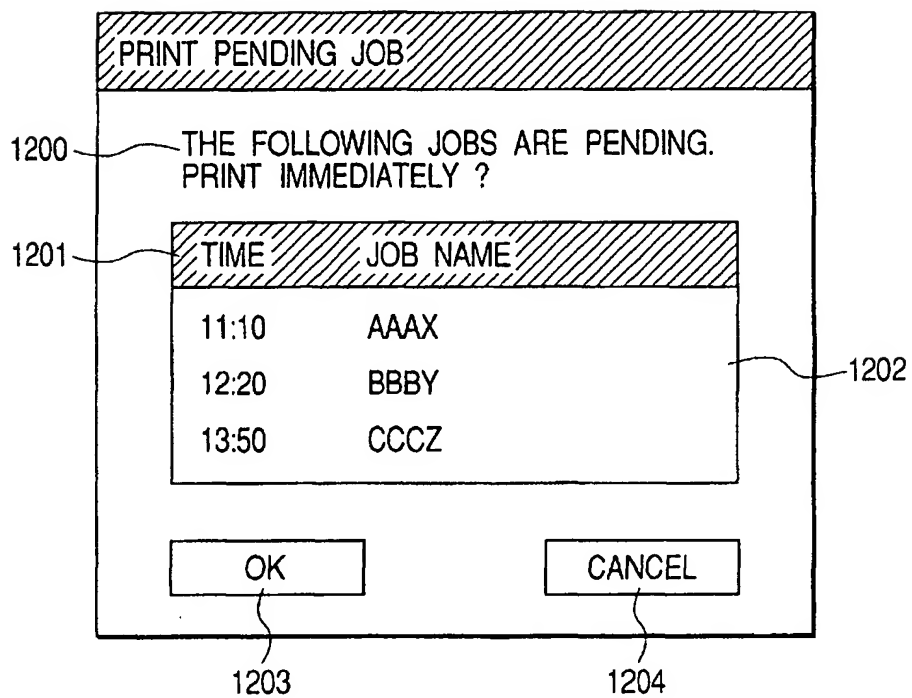 PRINT PENDING JOB
1200
THE FOLLOWING JOBS ARE PENDING.
PRINT IMMEDIATELY ?
1201
TIME JOB NAME
11:10 AAAX
12:20 BBBY
1202
13:50 CCCZ
OK CANCEL
1203 1204